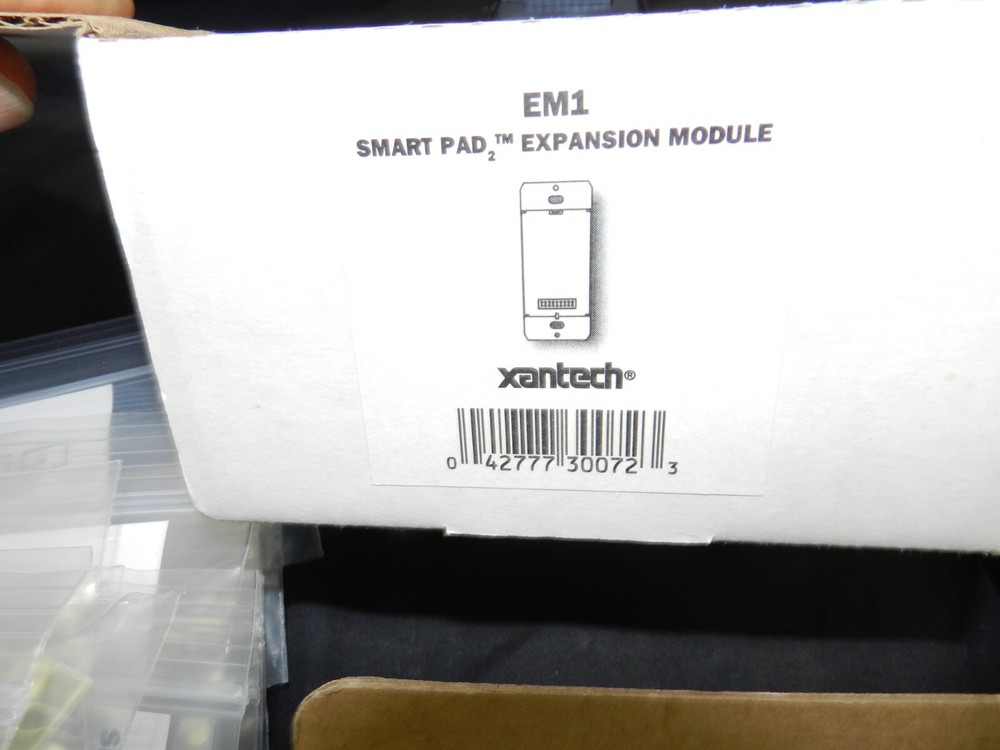 EM1
SMART PAD₂™ EXPANSION MODULE
xantech®
0 42777 30072 3